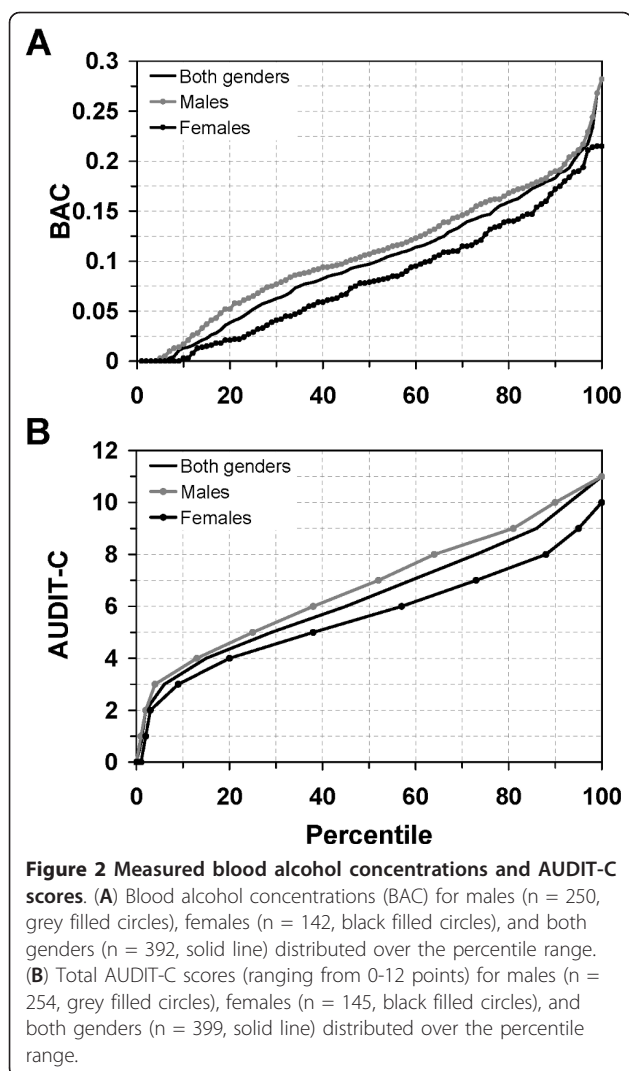 A
0.3
Both genders
Males
Females
0.25
0.2
0.15
0.1
0.05
0
BAC
0 20 40 60 80 100
B
12
Both genders
Males
Females
10
8
6
4
2
0
AUDIT-C
0 20 40 60 80 100
Percentile
Figure 2 Measured blood alcohol concentrations and AUDIT-C
scores. (A) Blood alcohol concentrations (BAC) for males (n = 250,
grey filled circles), females (n = 142, black filled circles), and both
genders (n = 392, solid line) distributed over the percentile range.
(B) Total AUDIT-C scores (ranging from 0-12 points) for males (n =
254, grey filled circles), females (n = 145, black filled circles), and
both genders (n = 399, solid line) distributed over the percentile
range.